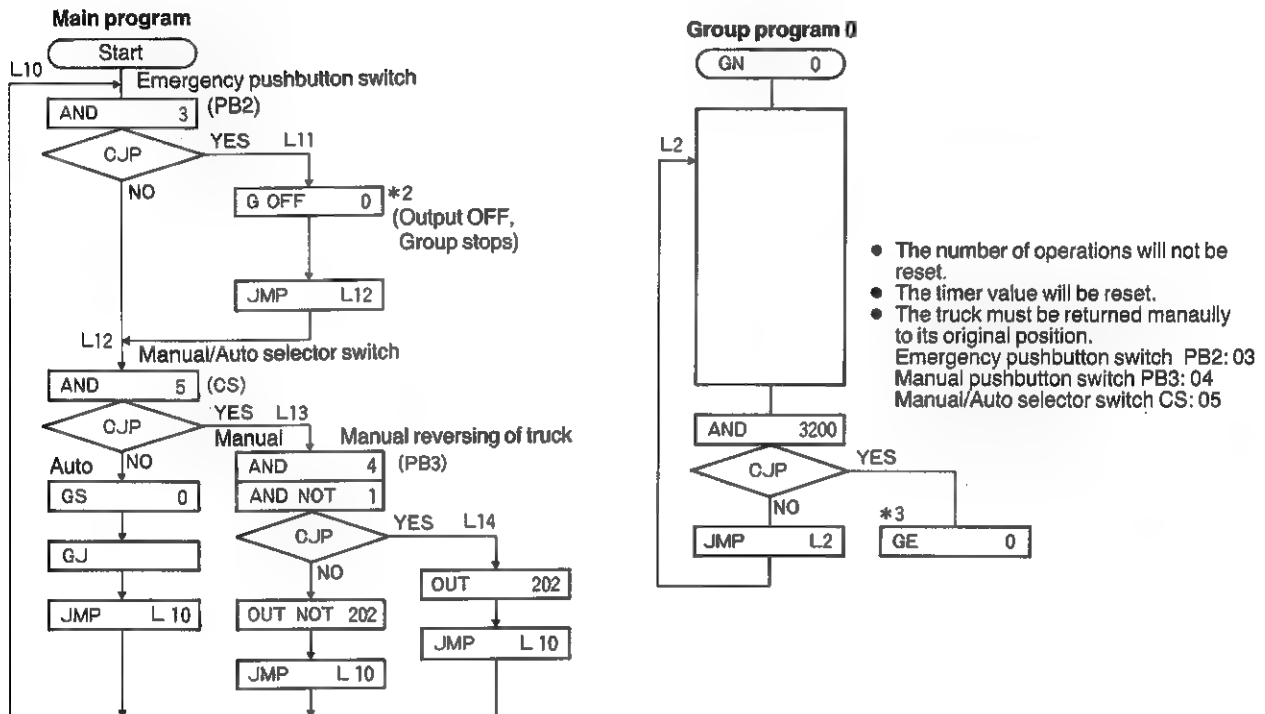 Main program
Start
L10
Emergency pushbutton switch
AND 3 (PB2)
CJP
YES L11
NO
G OFF 0 *2
(Output OFF,
Group stops)
JMP L12
L12
Manual/Auto selector switch
AND 5 (CS)
CJP
YES L13
Manual
Auto NO
GS 0
GJ
JMP L 10
Manual reversing of truck
AND 4 (PB3)
AND NOT 1
CJP
YES L14
NO
OUT NOT 202
JMP L 10
OUT 202
JMP L 10
Group program 0
GN 0
L2
AND 3200
CJP
YES
NO
JMP L2
*3
GE 0
● The number of operations will not be
reset.
● The timer value will be reset.
● The truck must be returned manaully
to its original position.
Emergency pushbutton switch PB2: 03
Manual pushbutton switch PB3: 04
Manual/Auto selector switch CS: 05